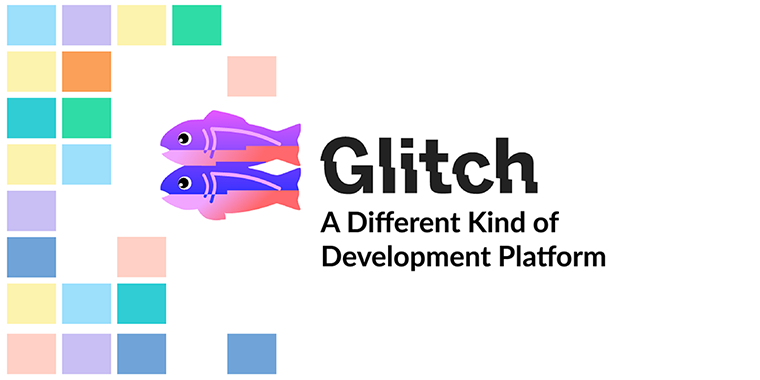 Glitch
A Different Kind of
Development Platform